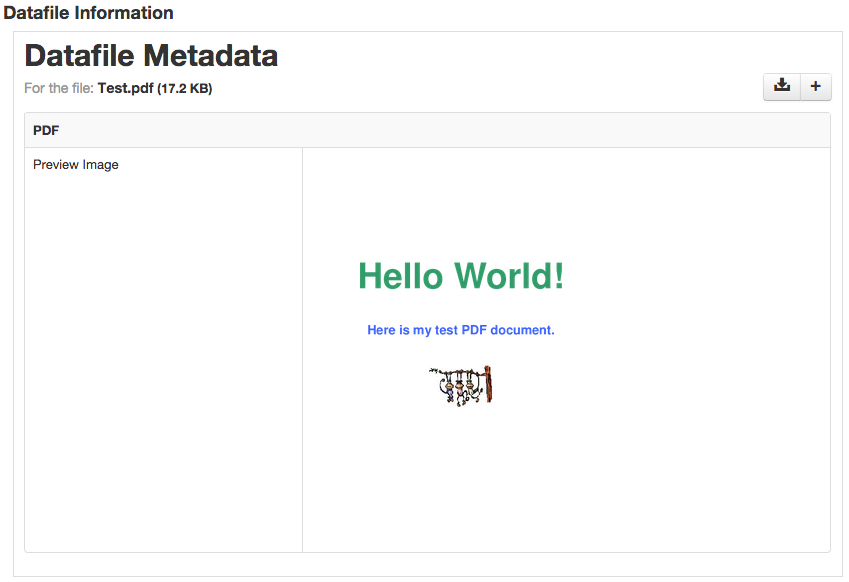 Datafile Information
Datafile Metadata
For the file: Test.pdf (17.2 KB)
+
PDF
Preview Image
Hello World!
Here is my test PDF document.